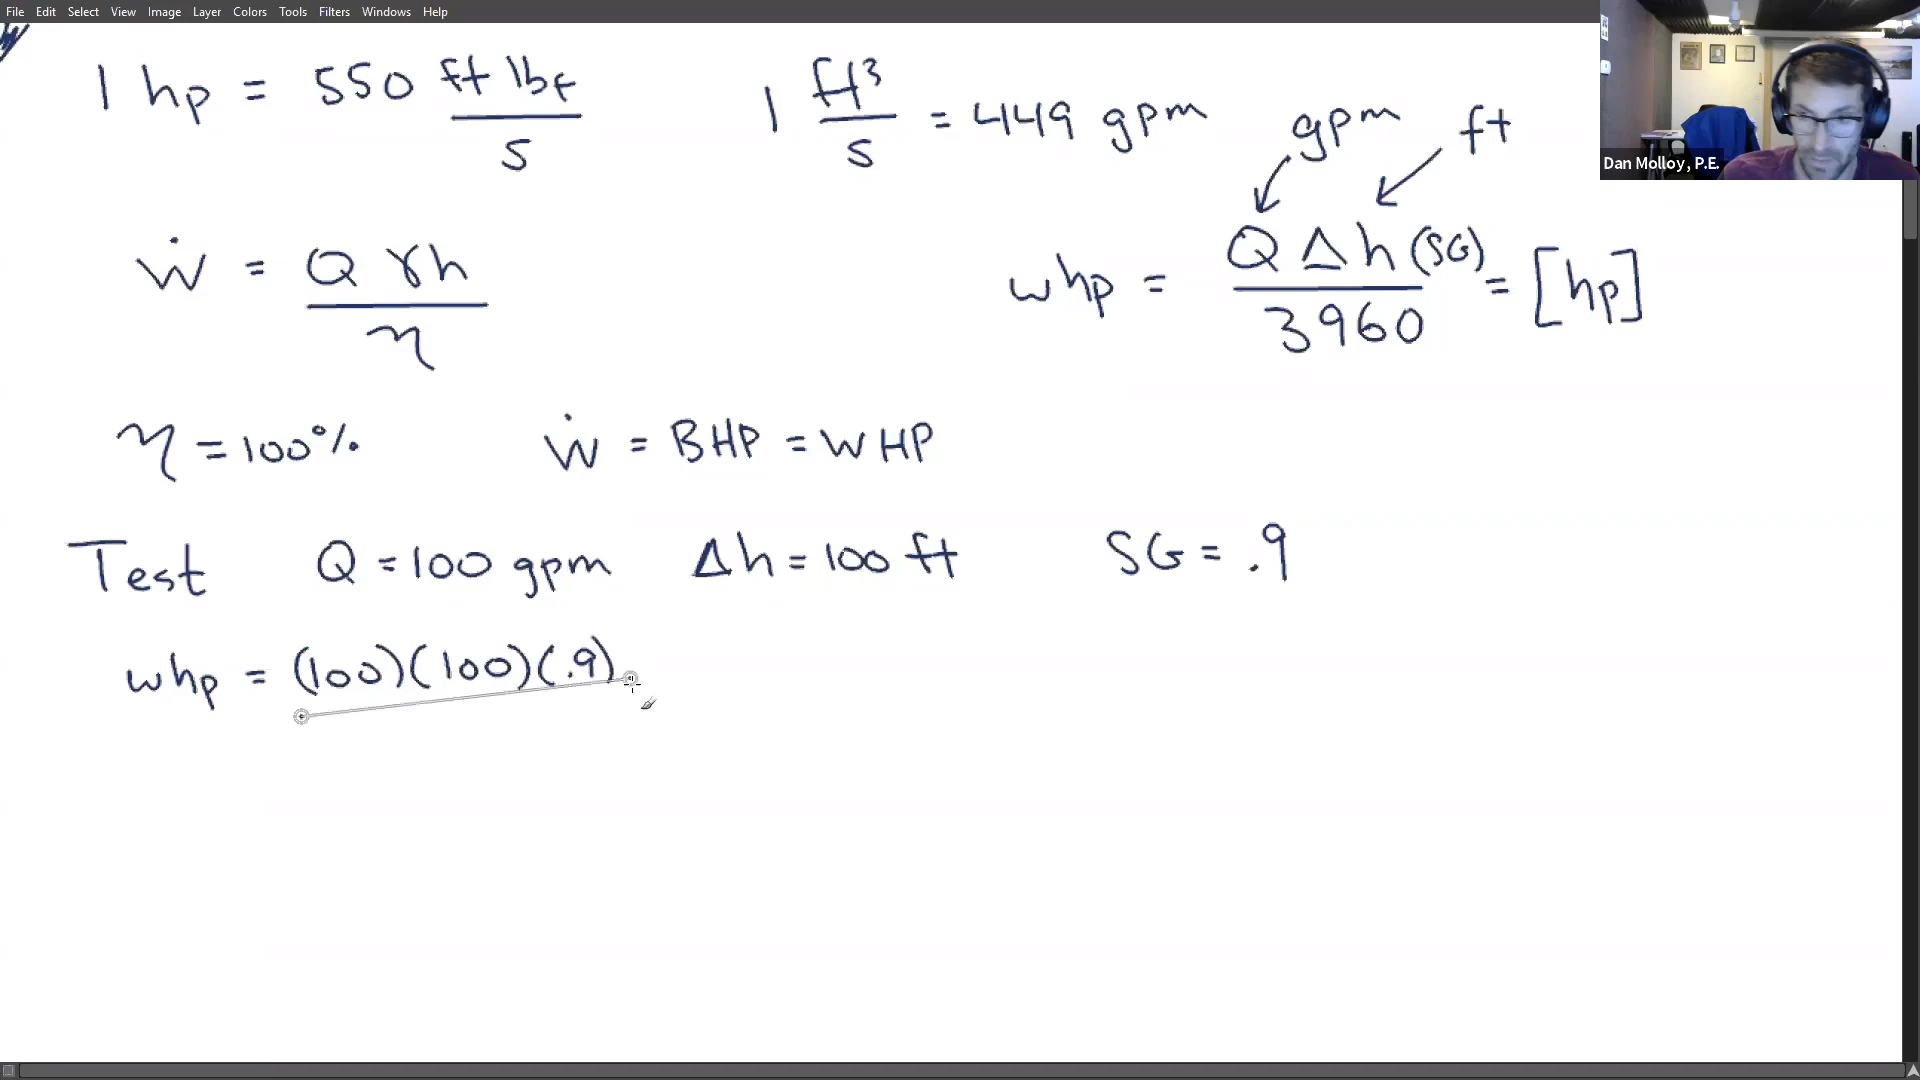 File Edit Select View Image Layer Colors Tools Filters Windows Help
1 hp = 550 ft lbf / s
1 ft³ / s = 449 gpm
gpm ft
Ẇ = Q γ h / η
whp = Q Δ h (SG) / 3960 = [hp]
η = 100% Ẇ = BHP = WHP
Test Q = 100 gpm Δh = 100 ft SG = .9
whp = (100)(100)(.9)
Dan Molloy, P.E.